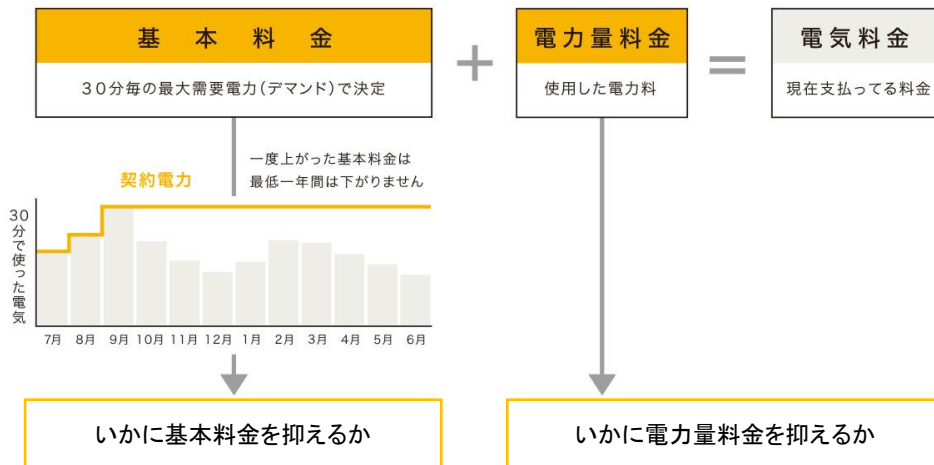 基本料金
30分毎の最大需要電力(デマンド)で決定
+
電力量料金
使用した電力料
=
電気料金
現在支払ってる料金
契約電力
一度上がった基本料金は
最低一年間は下がりません
30分で使った電気
7月 8月 9月 10月 11月 12月 1月 2月 3月 4月 5月 6月
いかに基本料金を抑えるか
いかに電力量料金を抑えるか